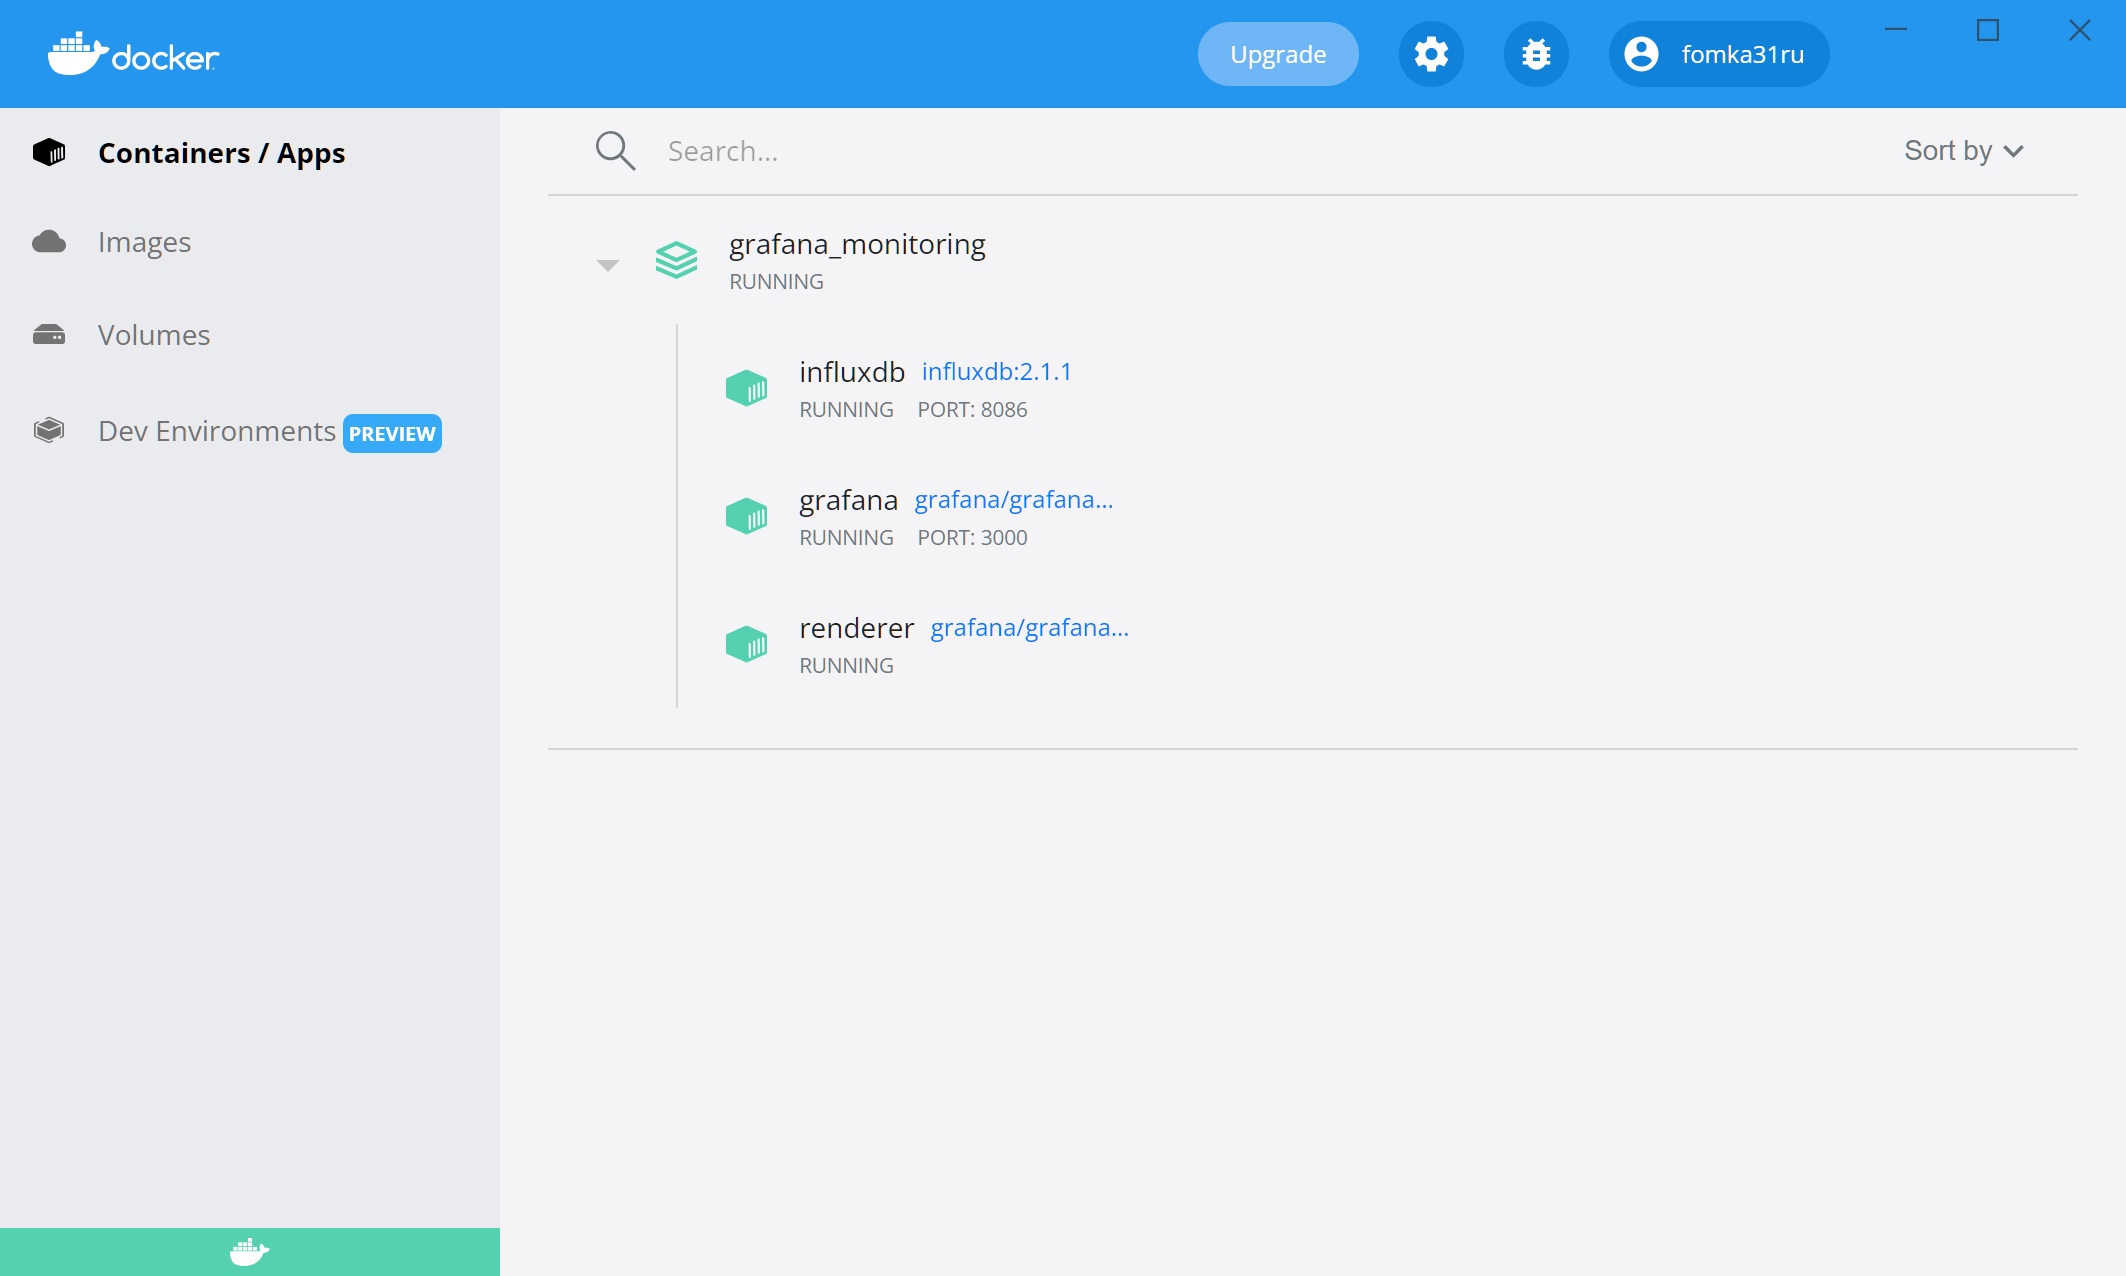 docker
Upgrade
fomka31ru
Containers / Apps
Images
Volumes
Dev Environments PREVIEW
Search...
Sort by
grafana_monitoring
RUNNING
influxdb influxdb:2.1.1
RUNNING PORT: 8086
grafana grafana/grafana...
RUNNING PORT: 3000
renderer grafana/grafana...
RUNNING